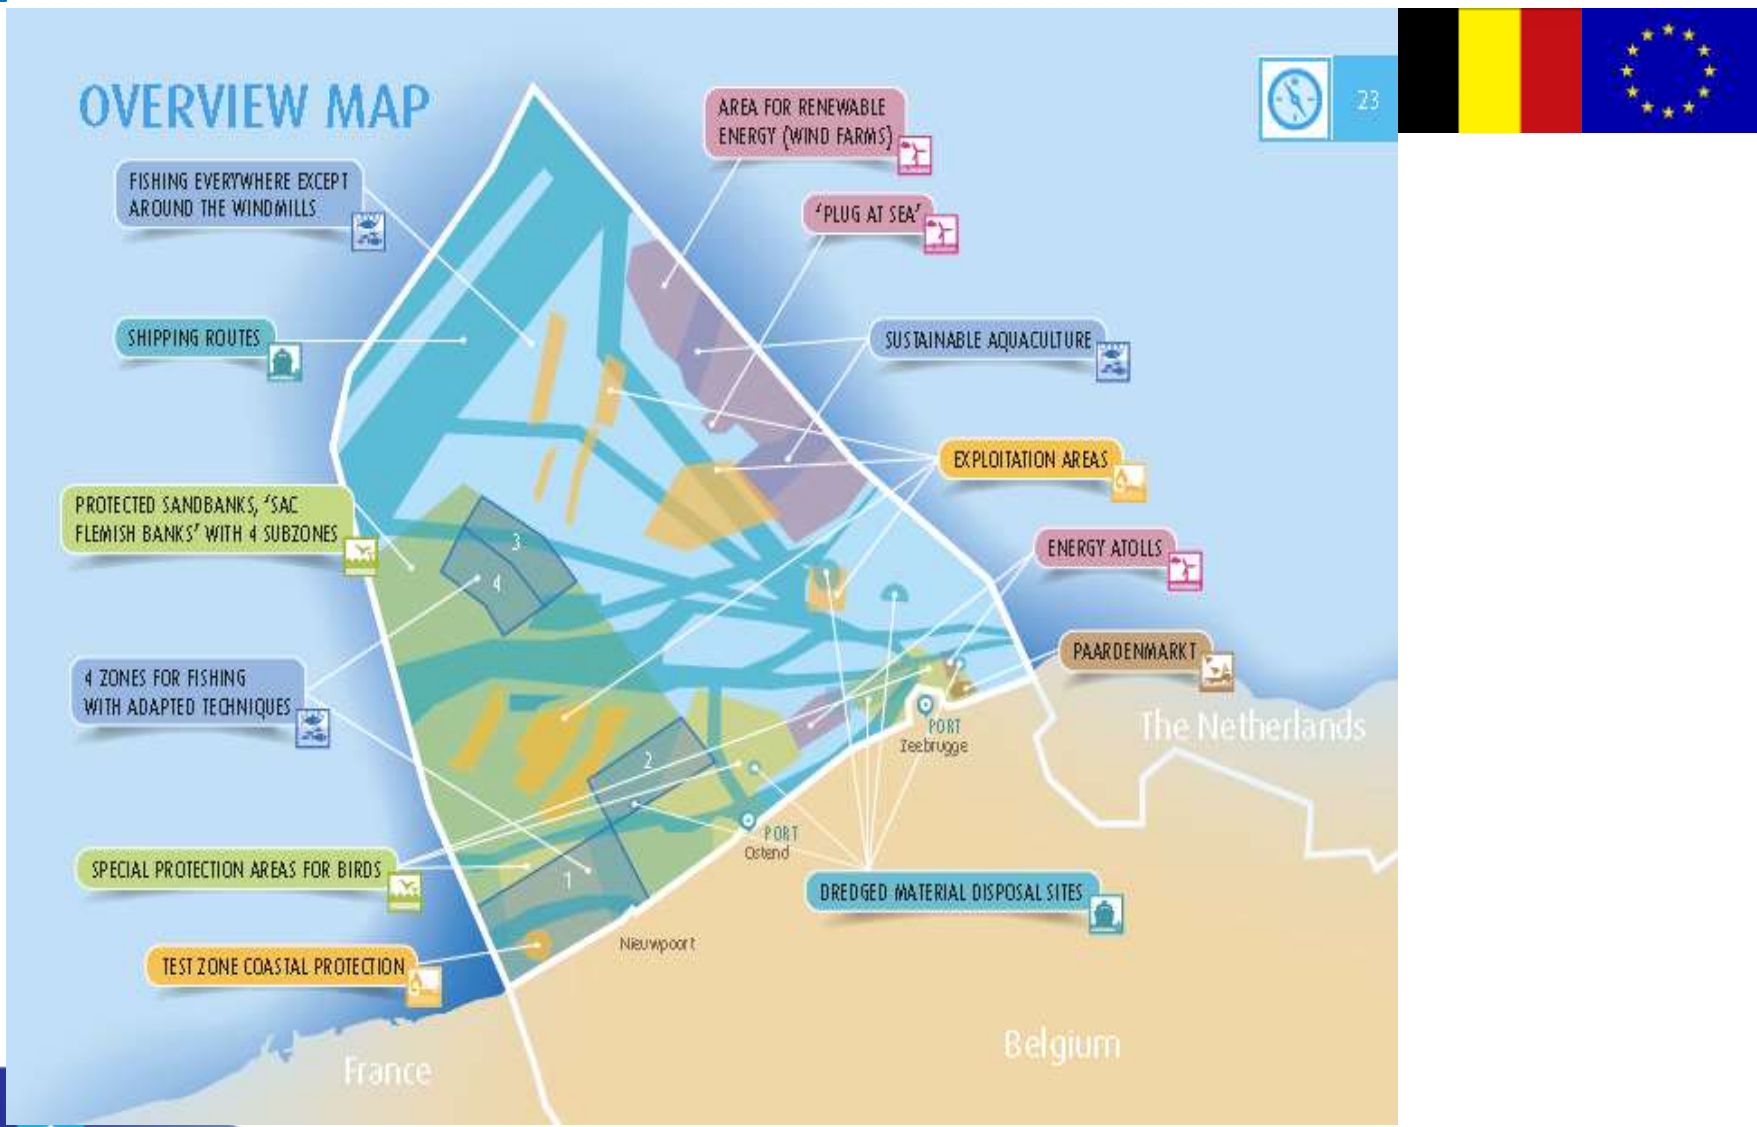 OVERVIEW MAP
23
AREA FOR RENEWABLE
ENERGY (WIND FARMS)
FISHING EVERYWHERE EXCEPT
AROUND THE WINDMILLS
‘PLUG AT SEA’
SHIPPING ROUTES
SUSTAINABLE AQUACULTURE
EXPLOITATION AREAS
PROTECTED SANDBANKS, ‘SAC
FLEMISH BANKS’ WITH 4 SUBZONES
3
4
ENERGY ATOLLS
PAARDENMARKT
4 ZONES FOR FISHING
WITH ADAPTED TECHNIQUES
The Netherlands
PORT
Zeebrugge
2
PORT
Ostend
SPECIAL PROTECTION AREAS FOR BIRDS
1
DREDGED MATERIAL DISPOSAL SITES
Nieuwpoort
TEST ZONE COASTAL PROTECTION
Belgium
France